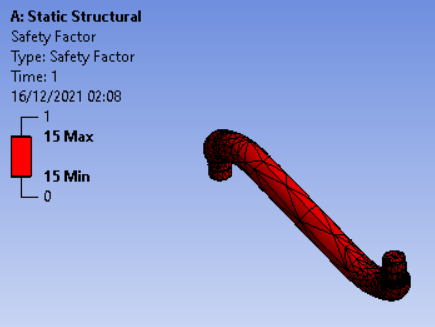 A: Static Structural
Safety Factor
Type: Safety Factor
Time: 1
16/12/2021 02:08
1
15 Max
15 Min
0